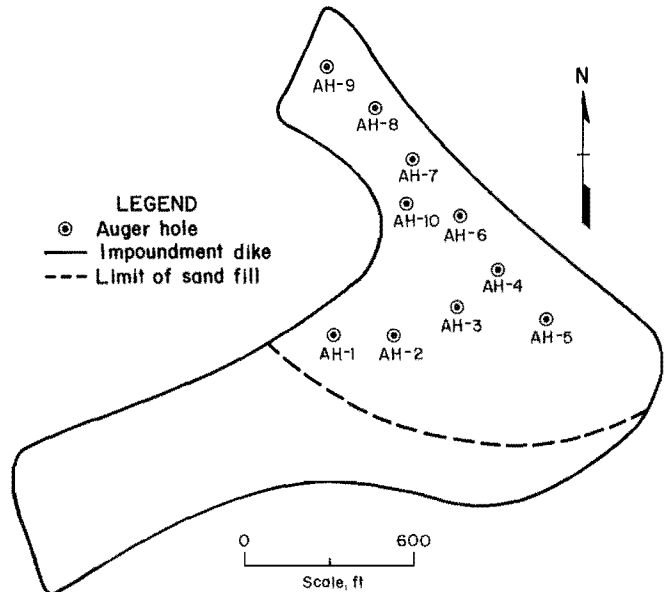 N
AH-9
AH-8
AH-7
AH-10
AH-6
AH-4
AH-3
AH-5
AH-1
AH-2
LEGEND
Auger hole
Impoundment dike
Limit of sand fill
0 600
Scale, ft